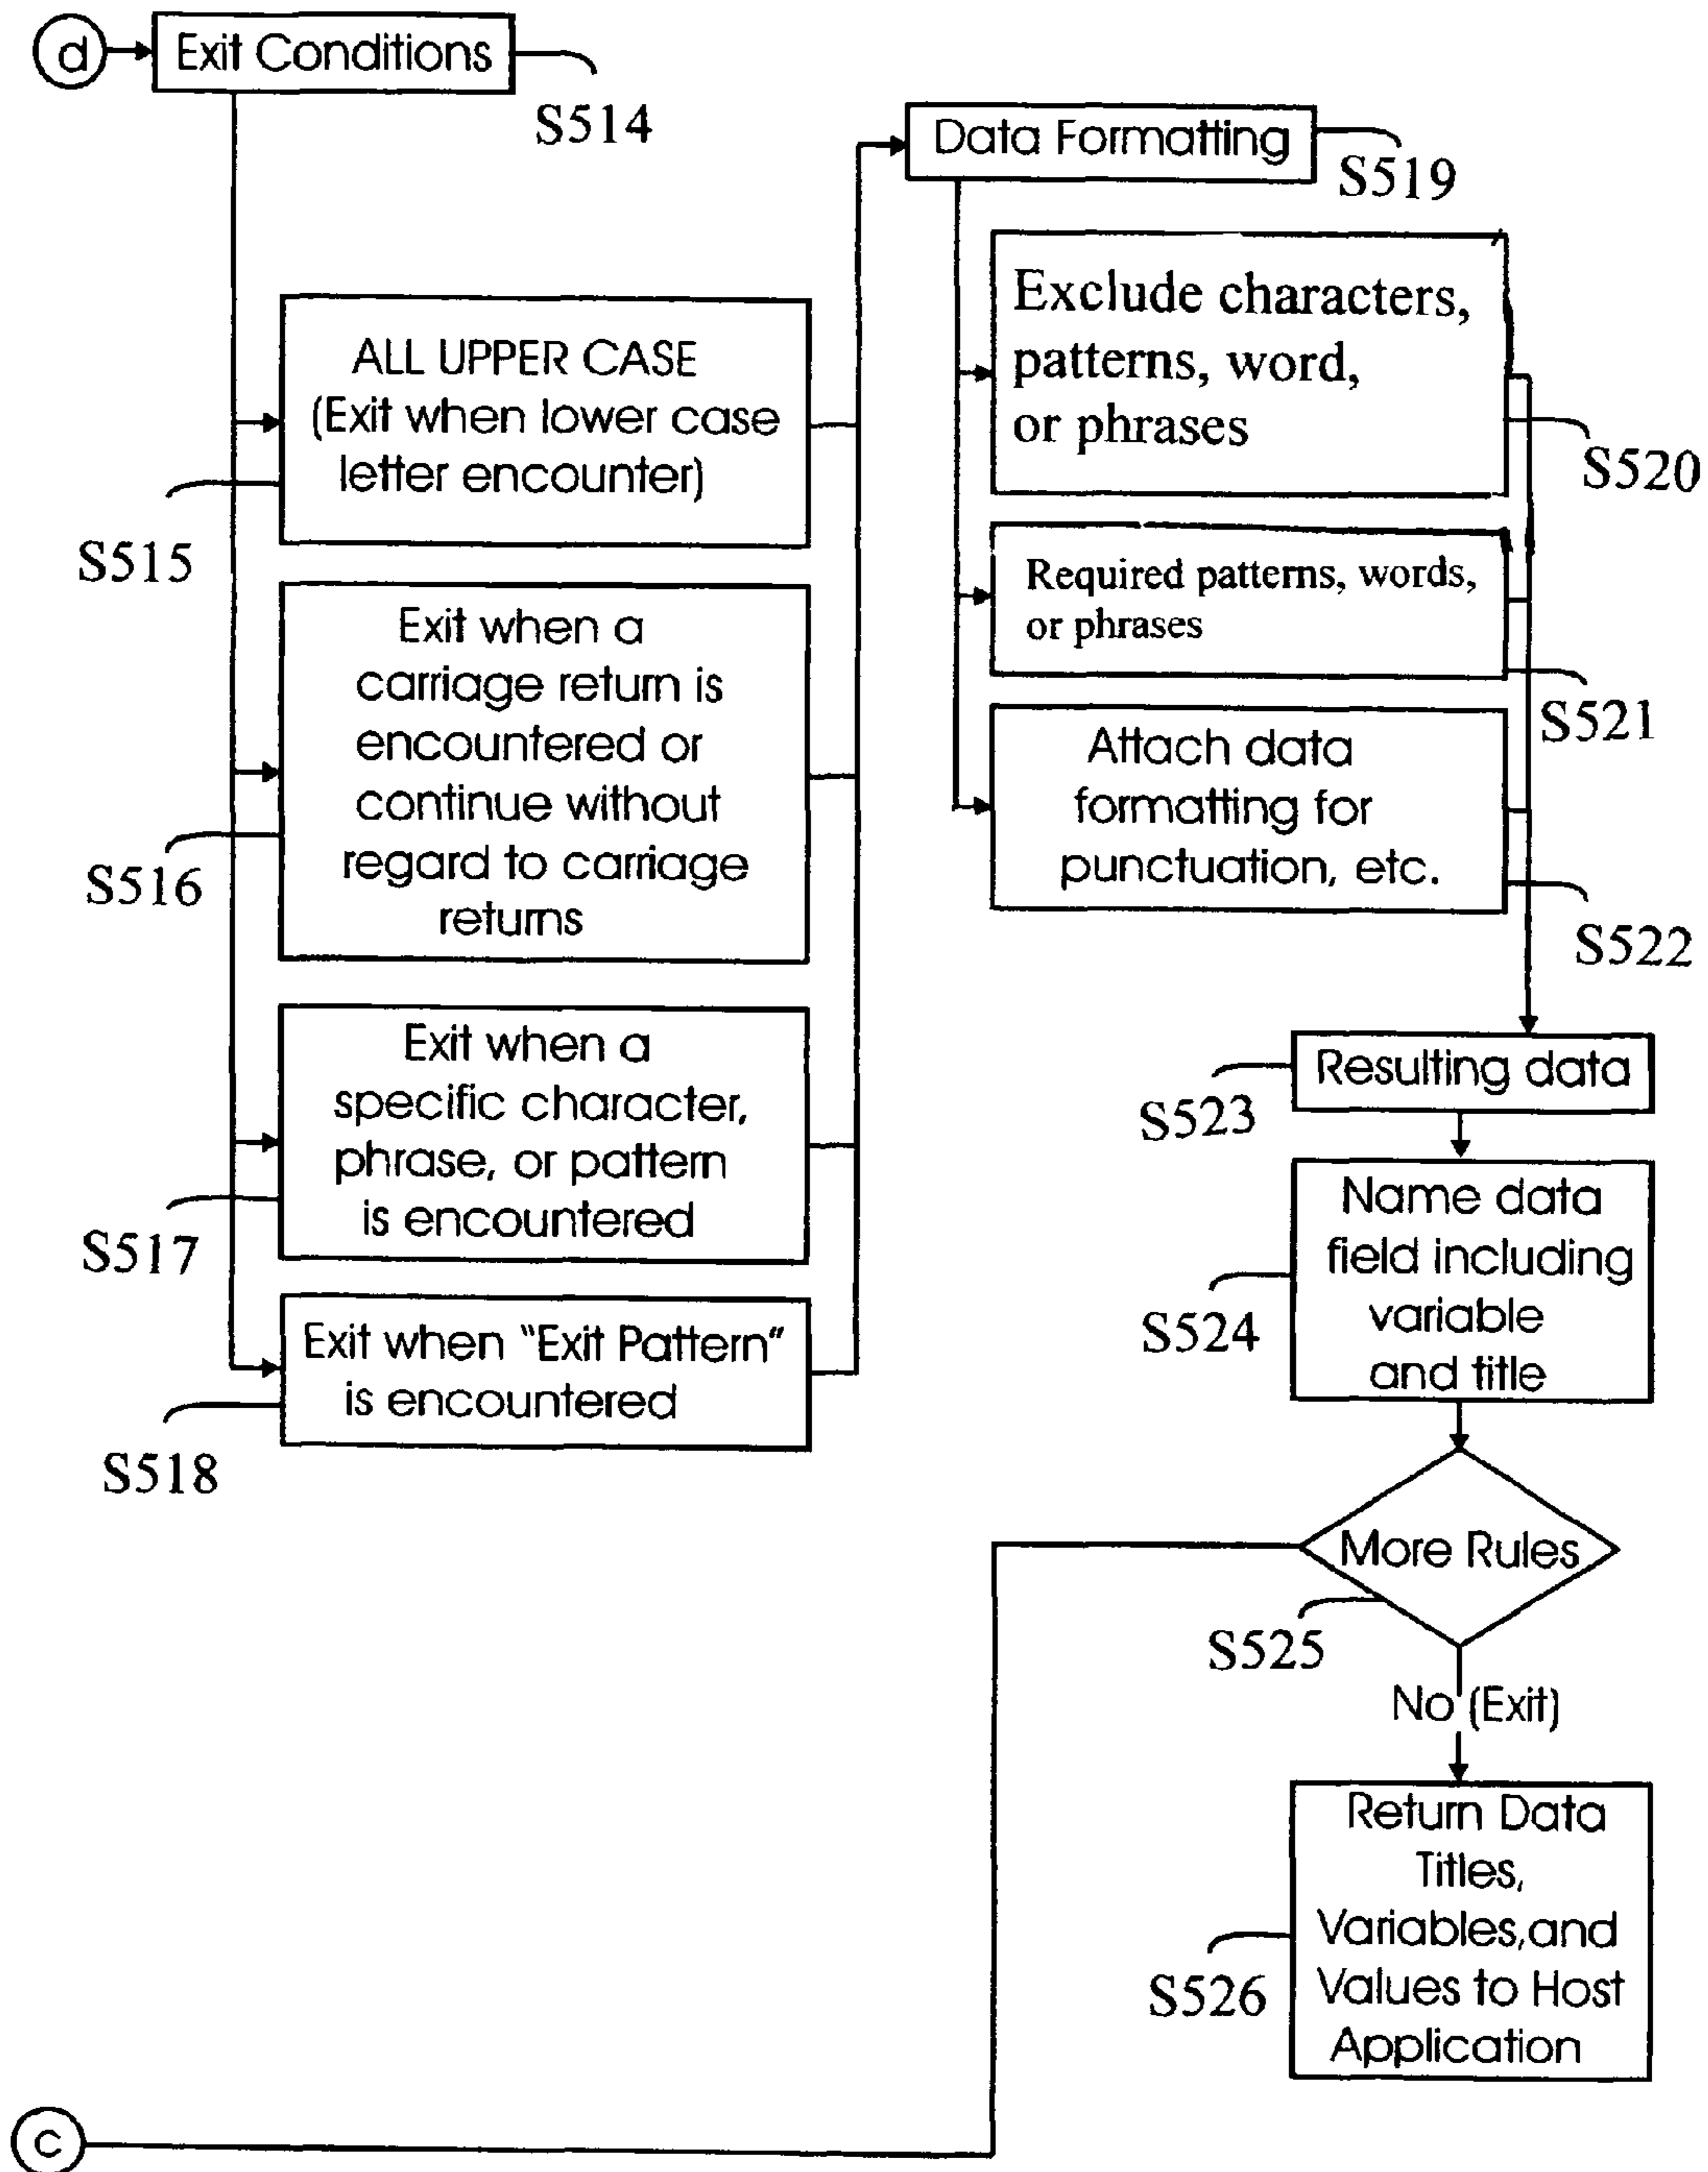 d
Exit Conditions
S514
ALL UPPER CASE
(Exit when lower case
letter encounter)
S515
Exit when a
carriage return is
encountered or
continue without
regard to carriage
returns
S516
Exit when a
specific character,
phrase, or pattern
is encountered
S517
Exit when “Exit Pattern”
is encountered
S518
Data Formatting
S519
Exclude characters,
patterns, word,
or phrases
S520
Required patterns, words,
or phrases
S521
Attach data
formatting for
punctuation, etc.
S522
Resulting data
S523
Name data
field including
variable
and title
S524
More Rules
S525
No (Exit)
Return Data
Titles,
Variables,and
Values to Host
Application
S526
c